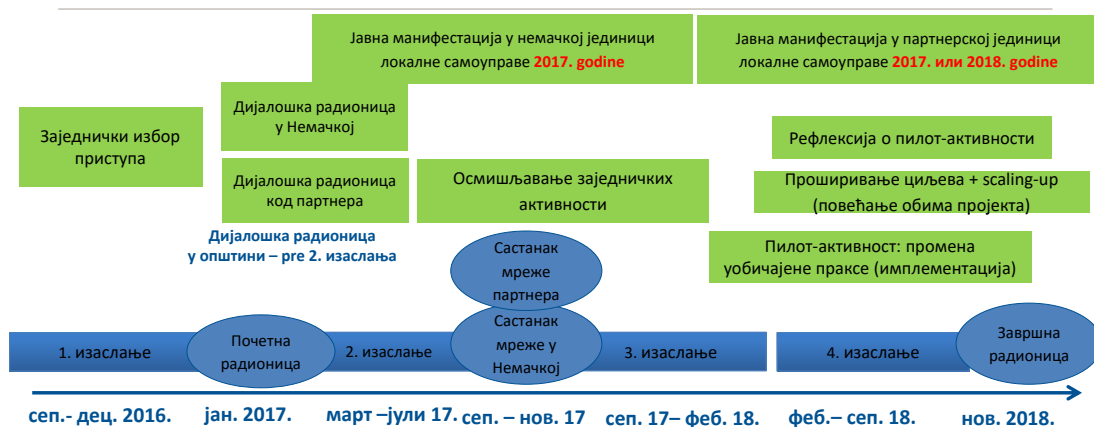 Јавна манифестација у немачкој јединици
локалне самоуправе 2017. godine
Јавна манифестација у партнерској јединици
локалне самоуправе 2017. или 2018. godine
Заједнички избор
приступа
Дијалошка радионица
у Немачкој
Дијалошка радионица
код партнера
Дијалошка радионица
у општини – pre 2. изаслања
Осмишљавање заједничких
активности
Рефлексија о пилот-активности
Проширивање циљева + scaling-up
(повећање обима пројекта)
Пилот-активност: промена
уобичајене праксе (имплементација)
Састанак
мреже
партнера
1. изаслање
Почетна
радионица
2. изаслање
Састанак
мреже у
Немачкој
3. изаслање
4. изаслање
Завршна
радионица
сеп.- дец. 2016.
јан. 2017.
март –јули 17.
сеп. – нов. 17
сеп. 17– феб. 18.
феб.– сеп. 18.
нов. 2018.